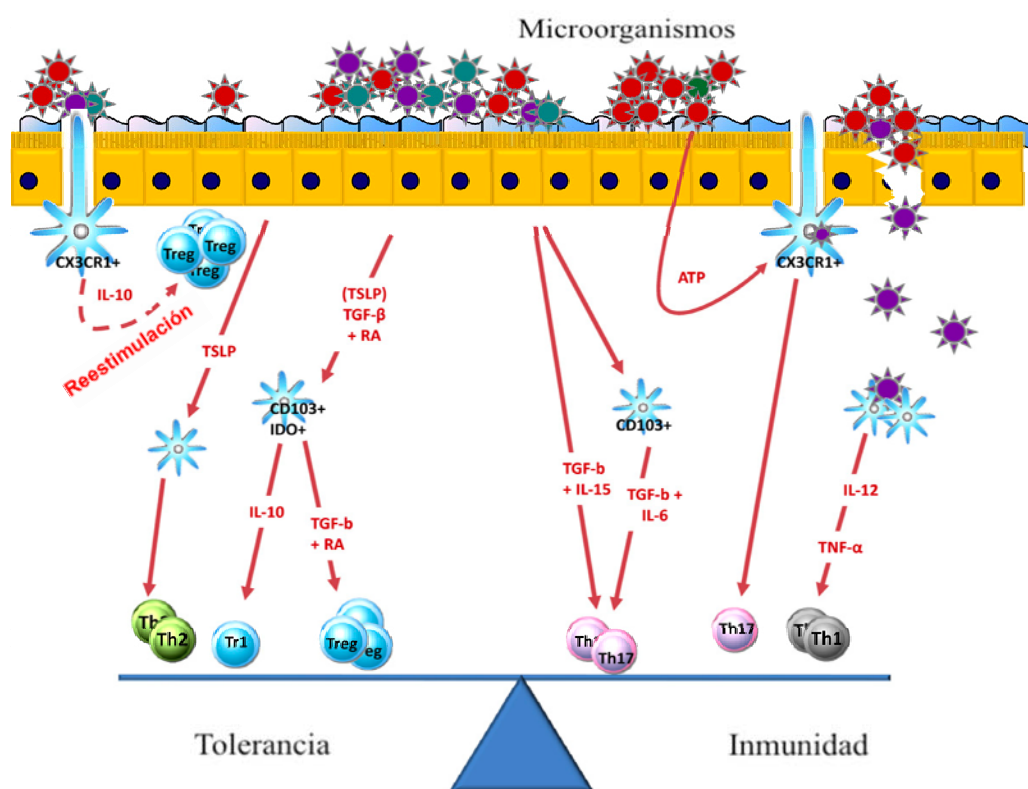 Microorganismos
CX3CR1+
IL-10
Reestimulación
Treg
Treg
Treg
TSLP
(TSLP)
TGF-β
+ RA
CD103+
IDO+
IL-10
TGF-b
+ RA
ATP
CX3CR1+
CD103+
TGF-b
+ IL-15
TGF-b +
IL-6
IL-12
TNF-α
Th2
Tr1
Treg
Th17
Th17
Th1
Tolerancia
Inmunidad